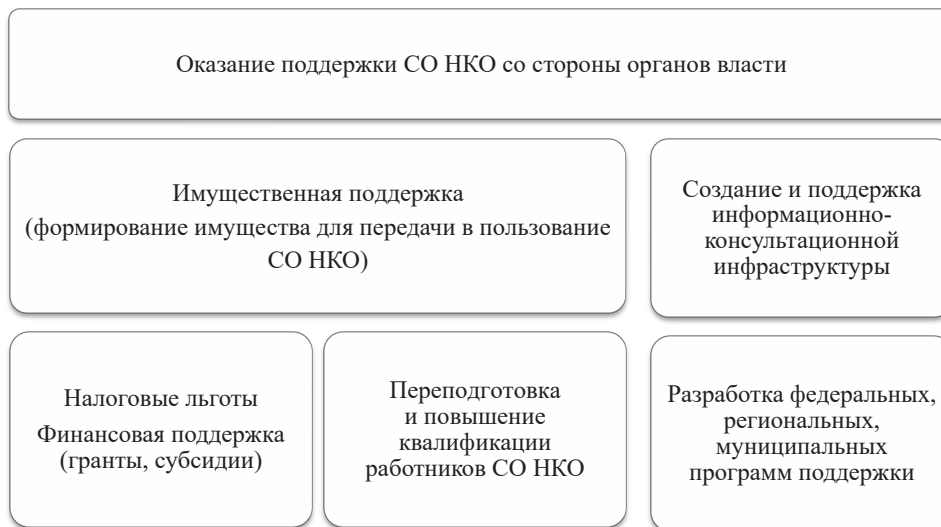 Оказание поддержки СО НКО со стороны органов власти
Имущественная поддержка
(формирование имущества для передачи в пользование
СО НКО)
Создание и поддержка
информационно-
консультационной
инфраструктуры
Налоговые льготы
Финансовая поддержка
(гранты, субсидии)
Переподготовка
и повышение
квалификации
работников СО НКО
Разработка федеральных,
региональных,
муниципальных
программ поддержки